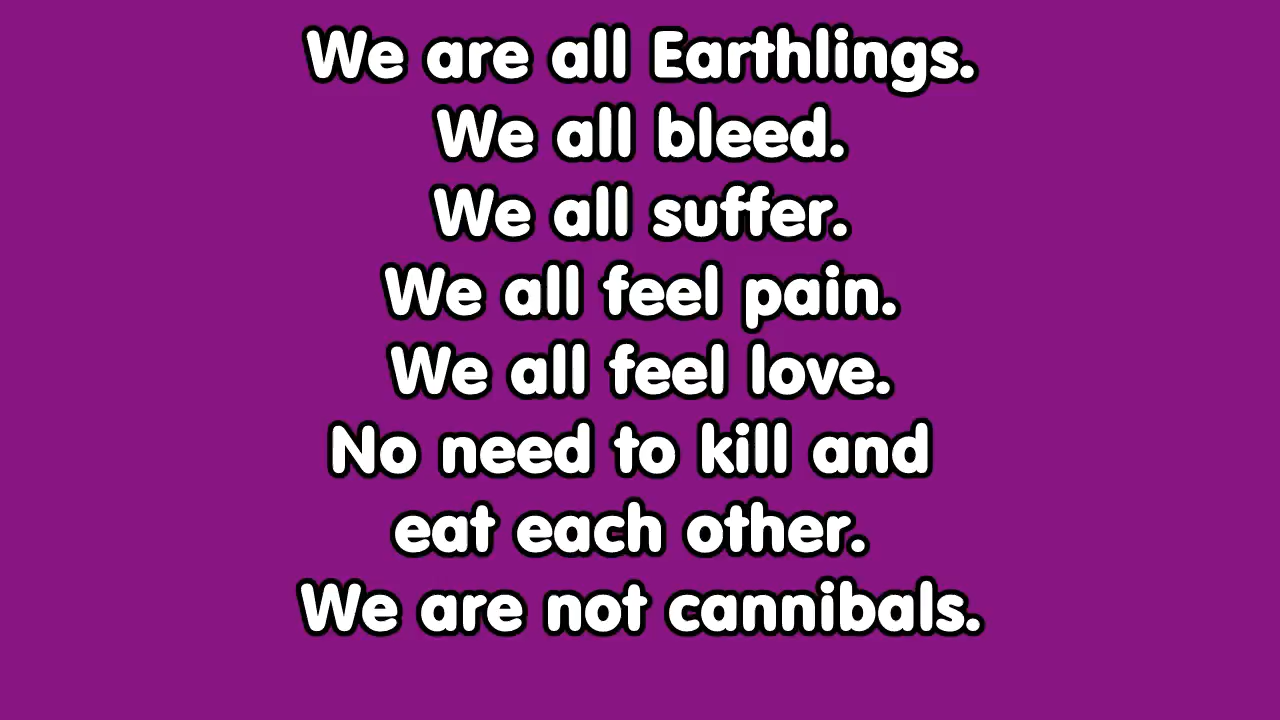 We are all Earthlings.
We all bleed.
We all suffer.
We all feel pain.
We all feel love.
No need to kill and
eat each other.
We are not cannibals.